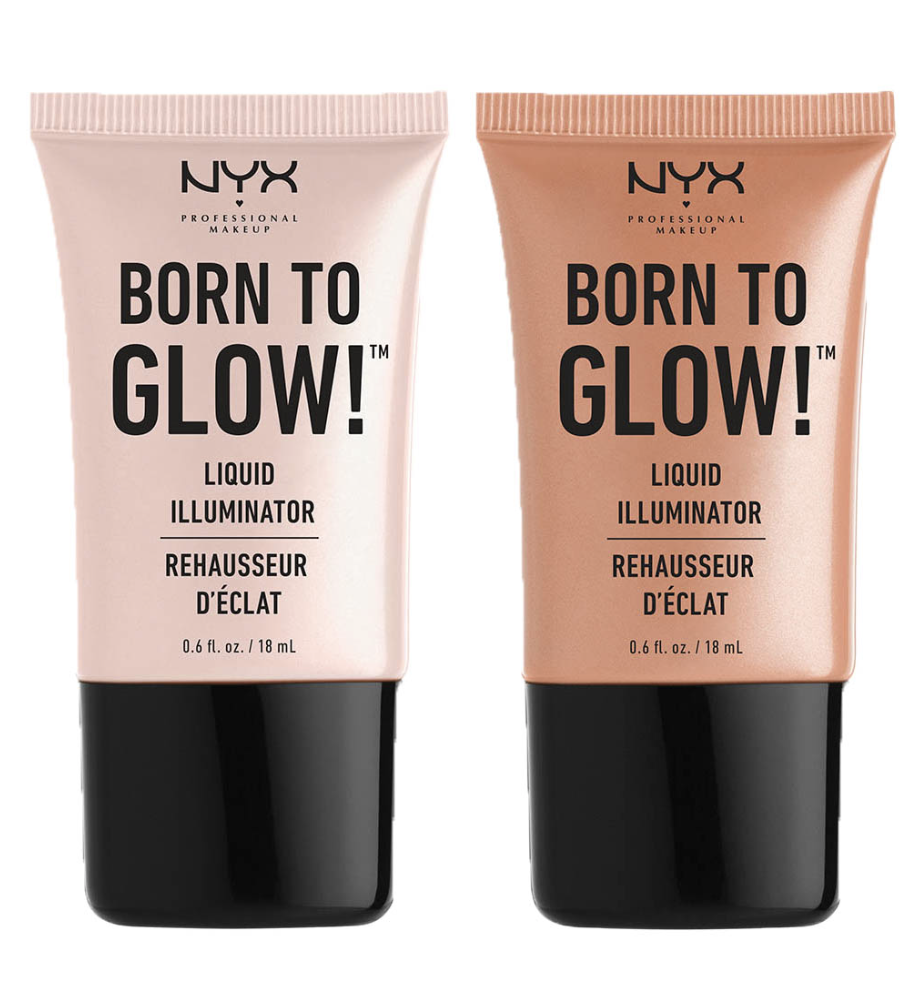 NYX
PROFESSIONAL
MAKEUP
BORN TO
GLOW!™
LIQUID
ILLUMINATOR
REHAUSSEUR
D'ÉCLAT
0.6 fl. oz. / 18 mL
NYX
PROFESSIONAL
MAKEUP
BORN TO
GLOW!™
LIQUID
ILLUMINATOR
REHAUSSEUR
D'ÉCLAT
0.6 fl. oz. / 18 mL